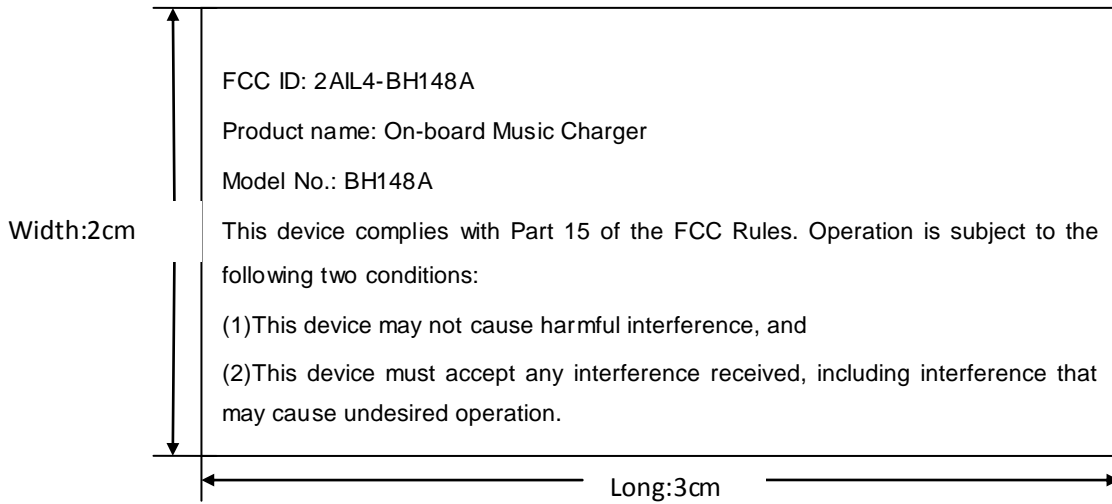 FCC ID: 2AIL4-BH148A
Product name: On-board Music Charger
Model No.: BH148A
Width:2cm
This device complies with Part 15 of the FCC Rules. Operation is subject to the
following two conditions:
(1)This device may not cause harmful interference, and
(2)This device must accept any interference received, including interference that
may cause undesired operation.
Long:3cm